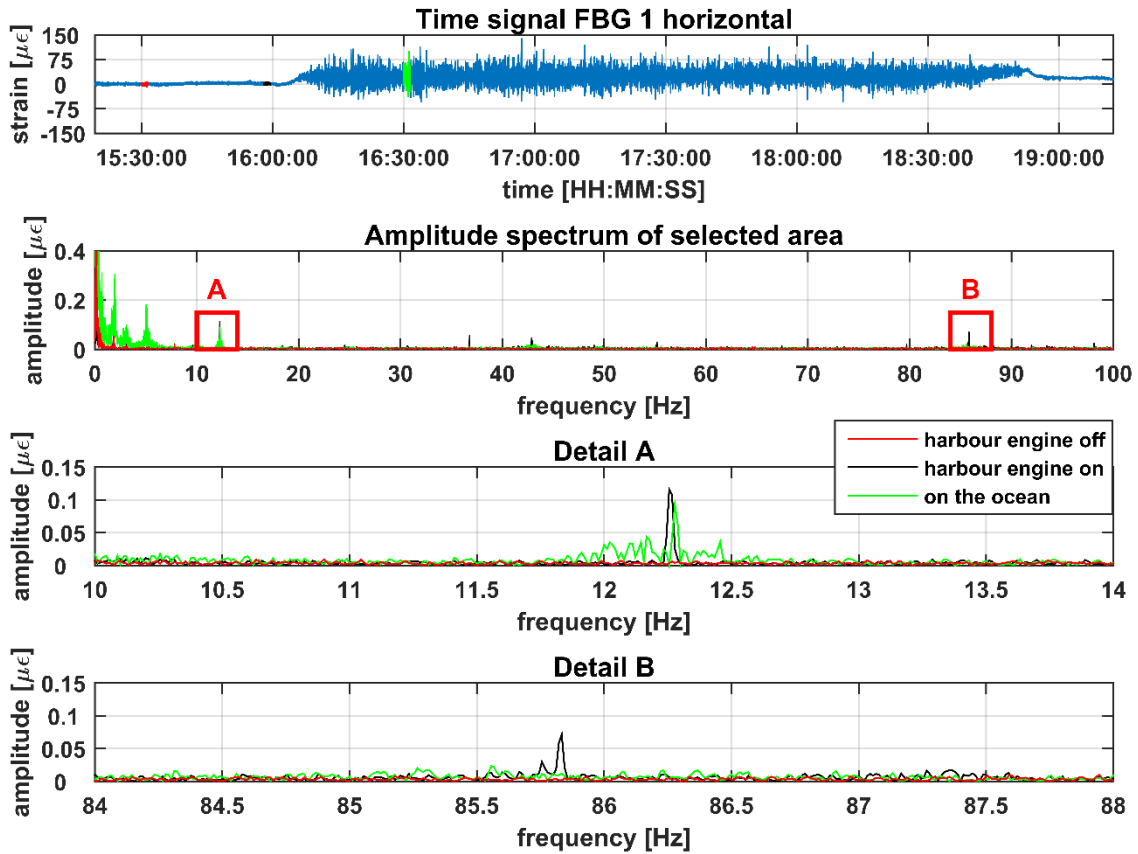 Time signal FBG 1 horizontal
strain [με]
150
75
0
-75
-150
15:30:00 16:00:00 16:30:00 17:00:00 17:30:00 18:00:00 18:30:00 19:00:00
time [HH:MM:SS]
Amplitude spectrum of selected area
amplitude [με]
0.4
0.2
0
A
B
0 10 20 30 40 50 60 70 80 90 100
frequency [Hz]
harbour engine off
harbour engine on
on the ocean
Detail A
amplitude [με]
0.15
0.1
0.05
0
10 10.5 11 11.5 12 12.5 13 13.5 14
frequency [Hz]
Detail B
amplitude [με]
0.15
0.1
0.05
0
84 84.5 85 85.5 86 86.5 87 87.5 88
frequency [Hz]